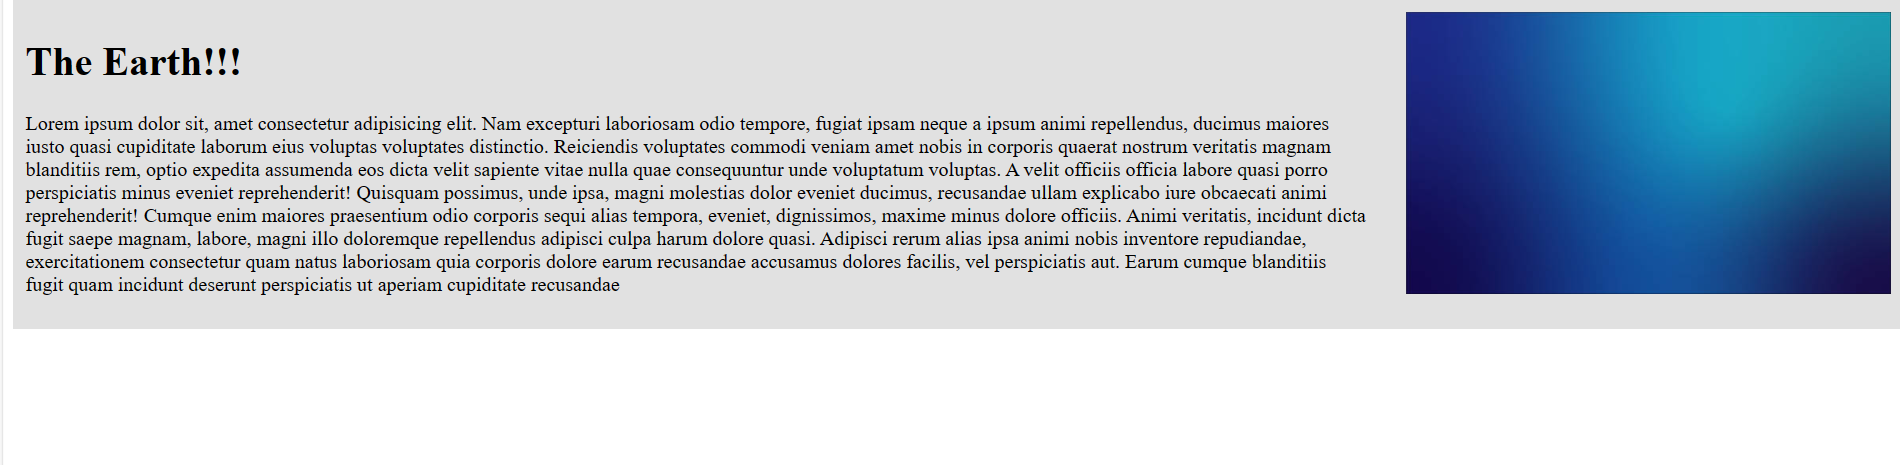 The Earth!!!
Lorem ipsum dolor sit, amet consectetur adipisicing elit. Nam excepturi laboriosam odio tempore, fugiat ipsam neque a ipsum animi repellendus, ducimus maiores
iusto quasi cupiditate laborum eius voluptas voluptates distinctio. Reiciendis voluptates commodi veniam amet nobis in corporis quaerat nostrum veritatis magnam
blanditiis rem, optio expedita assumenda eos dicta velit sapiente vitae nulla quae consequuntur unde voluptatum voluptas. A velit officiis officia labore quasi porro
perspiciatis minus eveniet reprehenderit! Quisquam possimus, unde ipsa, magni molestias dolor eveniet ducimus, recusandae ullam explicabo iure obcaecati animi
reprehenderit! Cumque enim maiores praesentium odio corporis sequi alias tempora, eveniet, dignissimos, maxime minus dolore officiis. Animi veritatis, incidunt dicta
fugit saepe magnam, labore, magni illo doloremque repellendus adipisci culpa harum dolore quasi. Adipisci rerum alias ipsa animi nobis inventore repudiandae,
exercitationem consectetur quam natus laboriosam quia corporis dolore earum recusandae accusamus dolores facilis, vel perspiciatis aut. Earum cumque blanditiis
fugit quam incidunt deserunt perspiciatis ut aperiam cupiditate recusandae